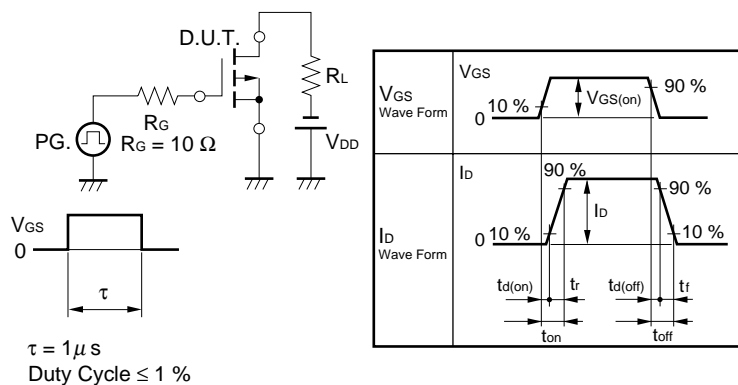 D.U.T.
RL
RG
RG = 10 Ω
PG.
VDD
VGS
0
τ
τ = 1µ s
Duty Cycle ≤ 1 %
VGS
Wave Form
VGS
10 %
0
VGS(on)
90 %
ID
Wave Form
ID
90 %
90 %
ID
0 10 %
10 %
td(on) tr td(off) tf
ton toff